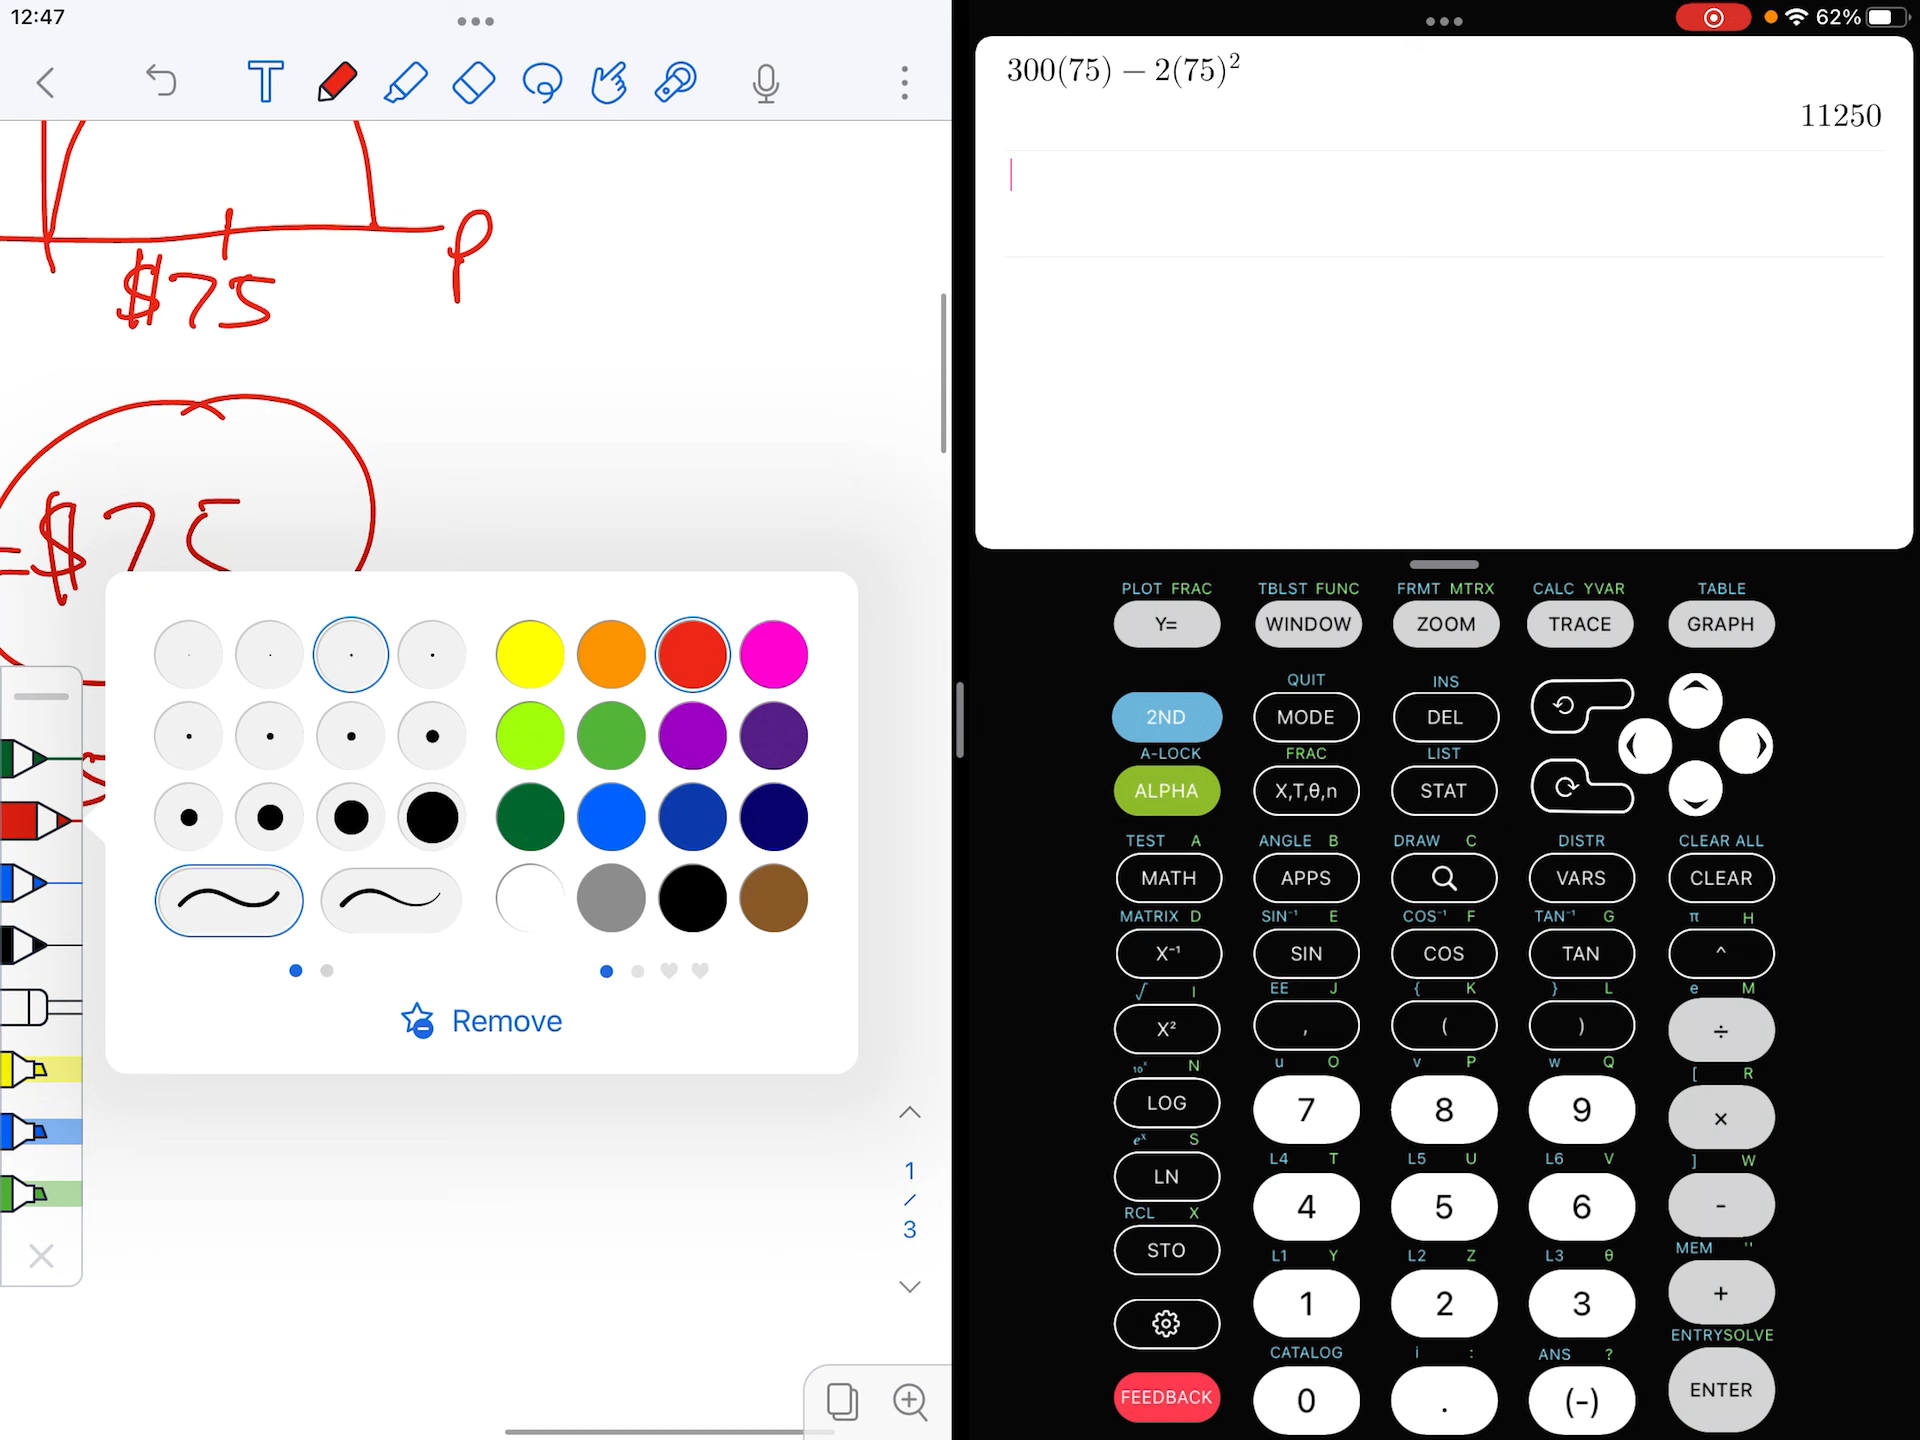 12:47
62%
T
p
$75
=$75
Remove
1
/
3
300(75) − 2(75)²
11250
PLOT FRAC TBLST FUNC FRMT MTRX CALC YVAR TABLE
Y= WINDOW ZOOM TRACE GRAPH
QUIT INS
2ND MODE DEL
A-LOCK FRAC LIST
ALPHA X,T,θ,n STAT
TEST A ANGLE B DRAW C DISTR CLEAR ALL
MATH APPS VARS CLEAR
MATRIX D SIN⁻¹ E COS⁻¹ F TAN⁻¹ G π H
X⁻¹ SIN COS TAN ^
√ I EE J { K } L e M
X² , ( ) ÷
10ˣ N u O v P w Q [ R
LOG 7 8 9 ×
eˣ S L4 T L5 U L6 V ] W
LN 4 5 6 -
RCL X L1 Y L2 Z L3 θ MEM "
STO 1 2 3 +
CATALOG i : ANS ? ENTRY SOLVE
FEEDBACK 0 . (-) ENTER